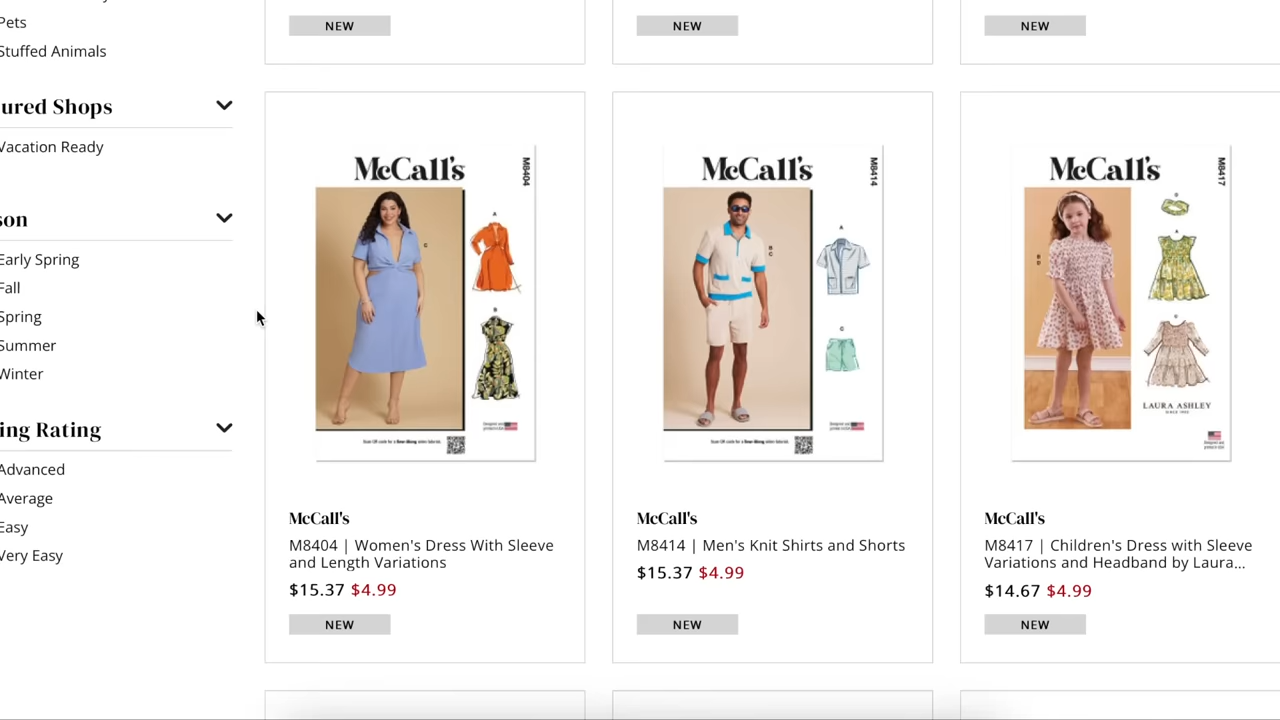 Pets
Stuffed Animals
ured Shops
Vacation Ready
son
Early Spring
Fall
Spring
Summer
Winter
ing Rating
Advanced
Average
Easy
Very Easy
NEW
NEW
NEW
McCall's
M8404
C
A
B
McCall's
M8414
B
C
A
C
McCall's
M8417
B
D
D
A
C
LAURA ASHLEY
McCall's
M8404 | Women's Dress With Sleeve
and Length Variations
$15.37 $4.99
NEW
McCall's
M8414 | Men's Knit Shirts and Shorts
$15.37 $4.99
NEW
McCall's
M8417 | Children's Dress with Sleeve
Variations and Headband by Laura...
$14.67 $4.99
NEW